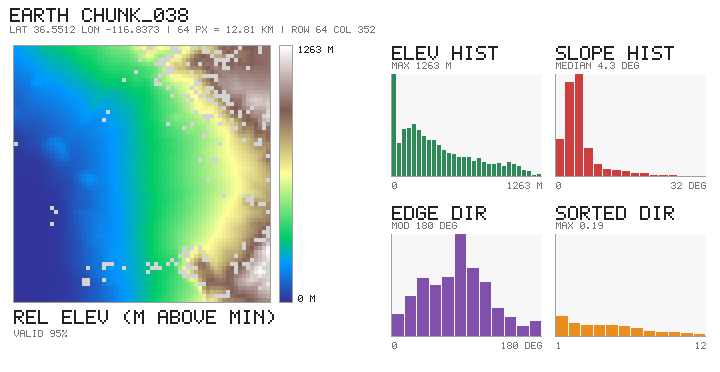 EARTH CHUNK_038
LAT 36.5512 LON -116.8373 | 64 PX = 12.81 KM | ROW 64 COL 352
1263 M
0 M
REL ELEV (M ABOVE MIN)
VALID 95%
ELEV HIST
MAX 1263 M
0 1263 M
SLOPE HIST
MEDIAN 4.3 DEG
0 32 DEG
EDGE DIR
MOD 180 DEG
0 180 DEG
SORTED DIR
MAX 0.19
1 12